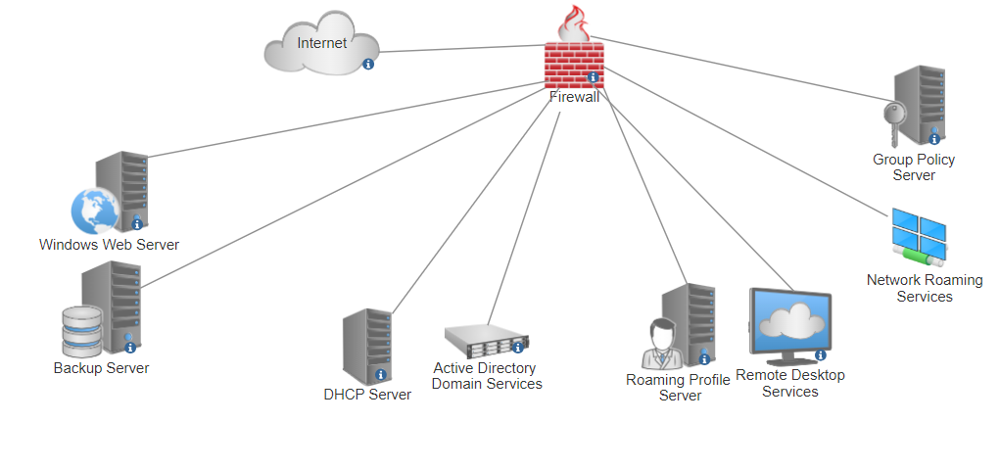 Internet
Firewall
Group Policy
Server
Windows Web Server
Network Roaming
Services
Backup Server
DHCP Server
Active Directory
Domain Services
Roaming Profile
Server
Remote Desktop
Services